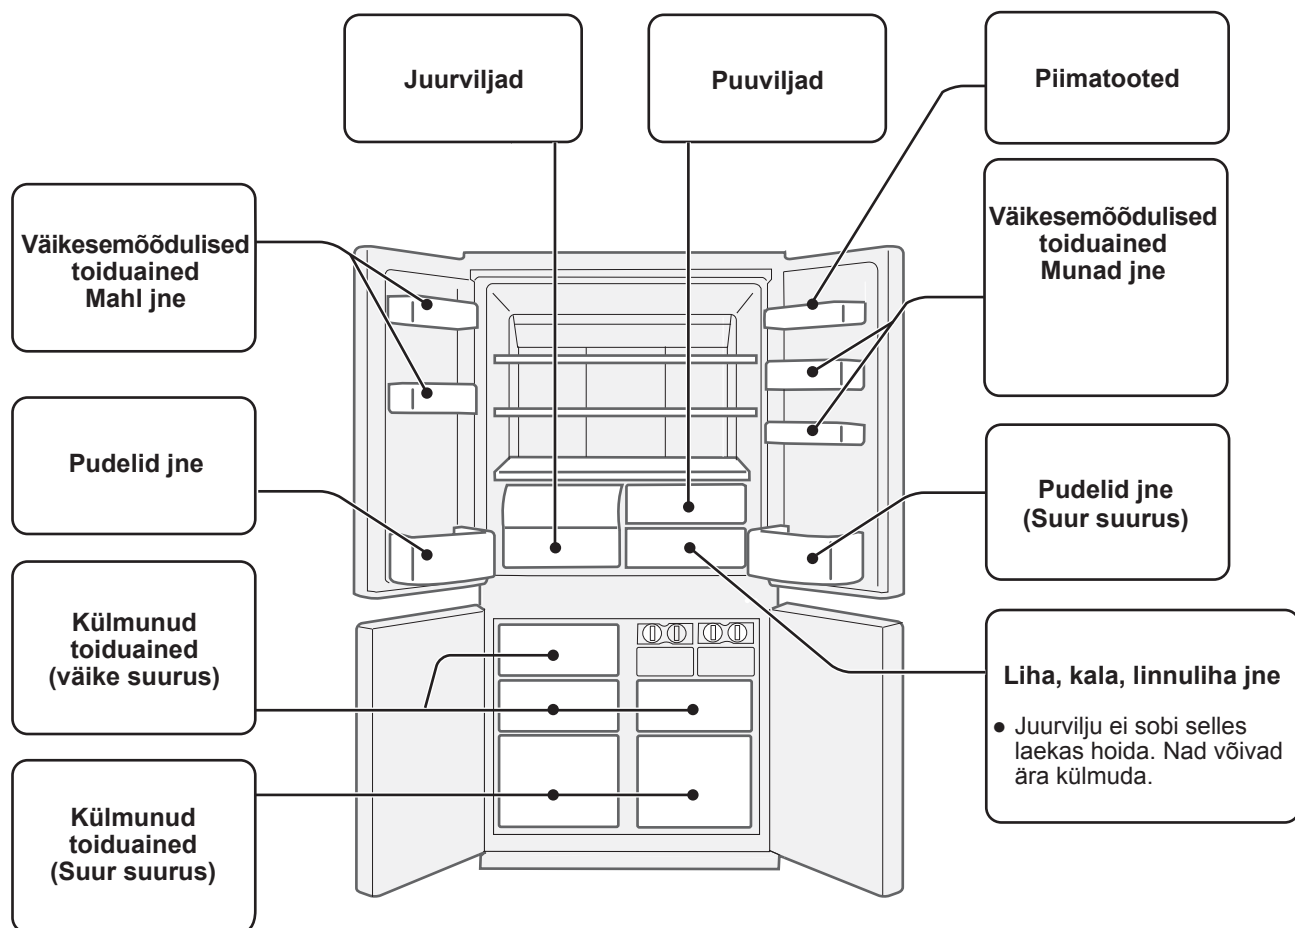 Juurviljad
Puuviljad
Piimatooted
Väikesemõõdulised
toiduained
Mahl jne
Väikesemõõdulised
toiduained
Munad jne
Pudelid jne
Pudelid jne
(Suur suurus)
Külmunud
toiduained
(väike suurus)
Liha, kala, linnuliha jne
● Juurvilju ei sobi selles
laekas hoida. Nad võivad
ära külmuda.
Külmunud
toiduained
(Suur suurus)